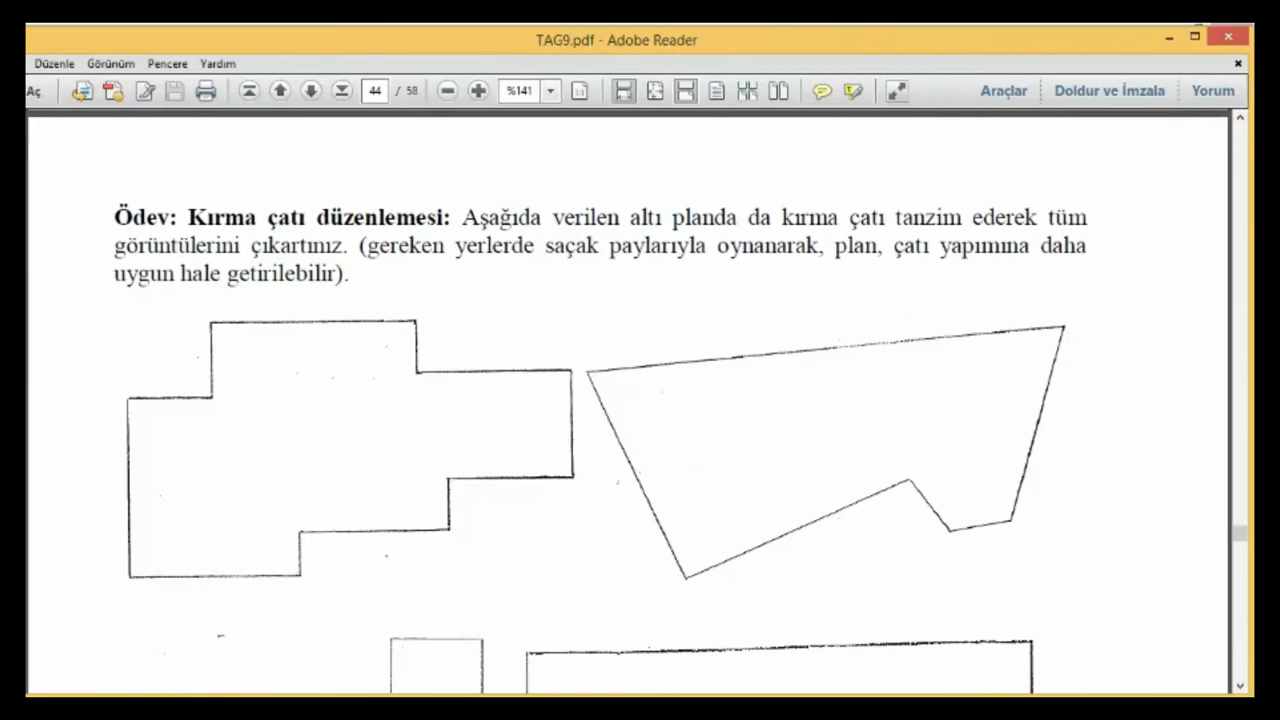 TAG9.pdf - Adobe Reader
Düzenle Görünüm Pencere Yardım
Aç 44 / 58 %141 Araçlar Doldur ve İmzala Yorum
Ödev: Kırma çatı düzenlemesi: Aşağıda verilen altı planda da kırma çatı tanzim ederek tüm
görüntülerini çıkartınız. (gereken yerlerde saçak paylarıyla oynanarak, plan, çatı yapımına daha
uygun hale getirilebilir).